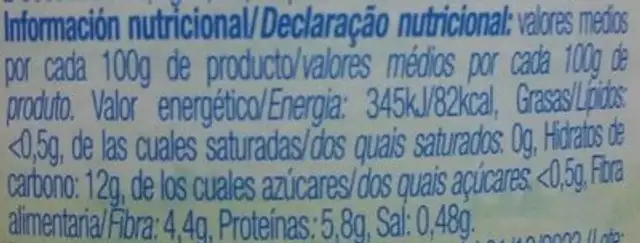 Información nutricional/Declaração nutricional: valores medios
por cada 100g de producto/valores médios por cada 100g de
produto. Valor energético/Energia: 345kJ/82kcal, Grasas/Lípidos:
<0,5g, de las cuales saturadas/dos quais saturados: 0g, Hidratos de
carbono: 12g, de los cuales azúcares/dos quais açúcares: <0,5g, Fibra
alimentaria/Fibra: 4,4g, Proteínas: 5,8g, Sal: 0,48g.
/Lote: